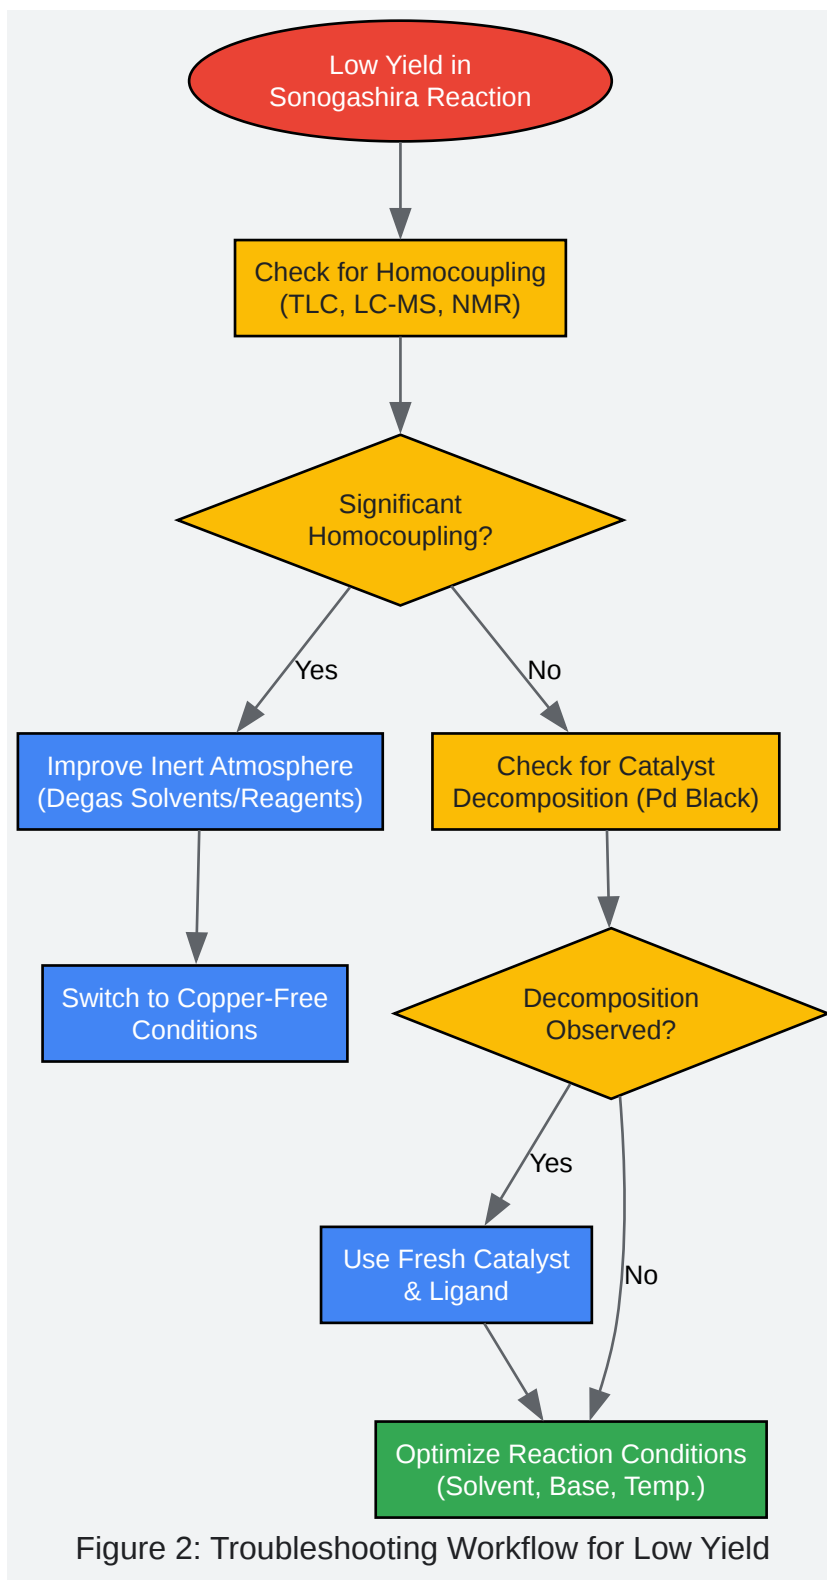 Low Yield in
Sonogashira Reaction
Check for Homocoupling
(TLC, LC-MS, NMR)
Significant
Homocoupling?
Yes
No
Improve Inert Atmosphere
(Degas Solvents/Reagents)
Check for Catalyst
Decomposition (Pd Black)
Switch to Copper-Free
Conditions
Decomposition
Observed?
Yes
Use Fresh Catalyst
& Ligand
No
Optimize Reaction Conditions
(Solvent, Base, Temp.)
Figure 2: Troubleshooting Workflow for Low Yield